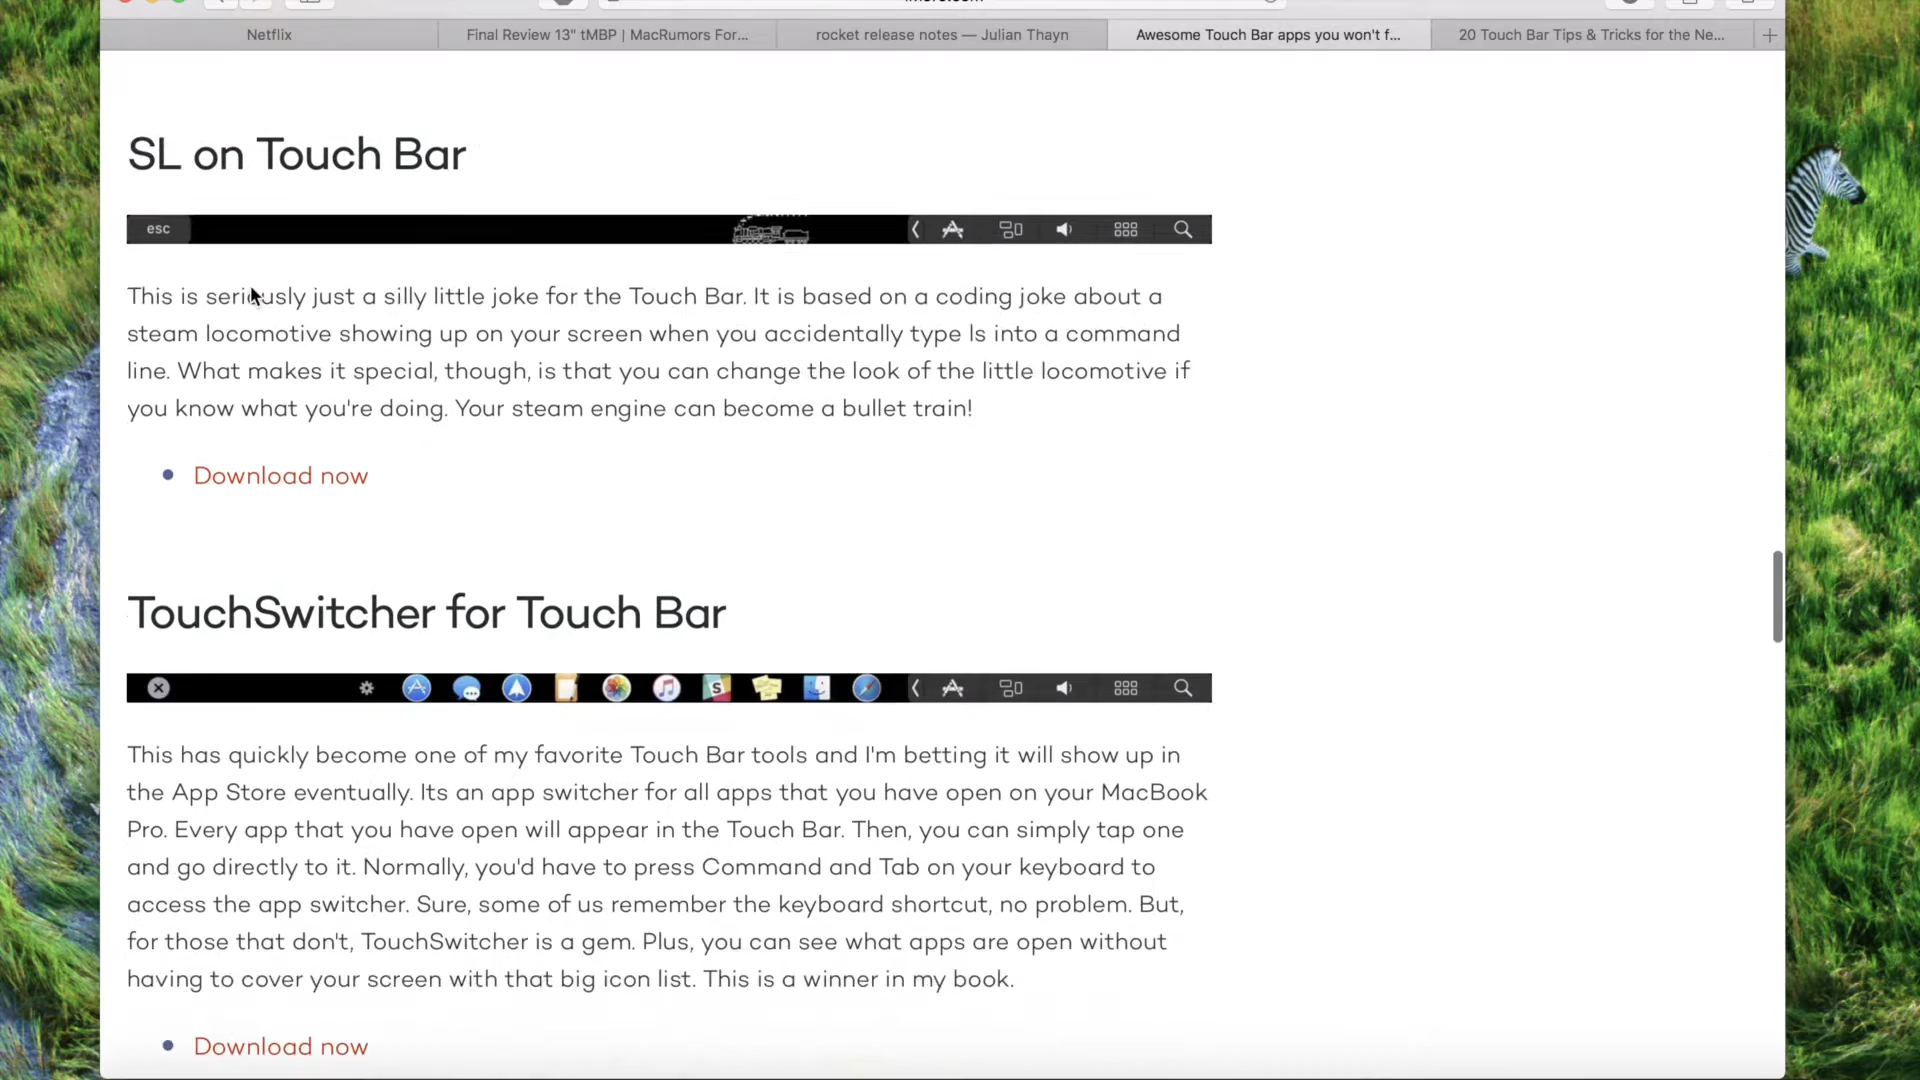 Netflix
Final Review 13" tMBP | MacRumors For...
rocket release notes — Julian Thayn
Awesome Touch Bar apps you won't f...
20 Touch Bar Tips & Tricks for the Ne...
SL on Touch Bar
esc
This is seriously just a silly little joke for the Touch Bar. It is based on a coding joke about a
steam locomotive showing up on your screen when you accidentally type ls into a command
line. What makes it special, though, is that you can change the look of the little locomotive if
you know what you're doing. Your steam engine can become a bullet train!
Download now
TouchSwitcher for Touch Bar
This has quickly become one of my favorite Touch Bar tools and I'm betting it will show up in
the App Store eventually. Its an app switcher for all apps that you have open on your MacBook
Pro. Every app that you have open will appear in the Touch Bar. Then, you can simply tap one
and go directly to it. Normally, you'd have to press Command and Tab on your keyboard to
access the app switcher. Sure, some of us remember the keyboard shortcut, no problem. But,
for those that don't, TouchSwitcher is a gem. Plus, you can see what apps are open without
having to cover your screen with that big icon list. This is a winner in my book.
Download now